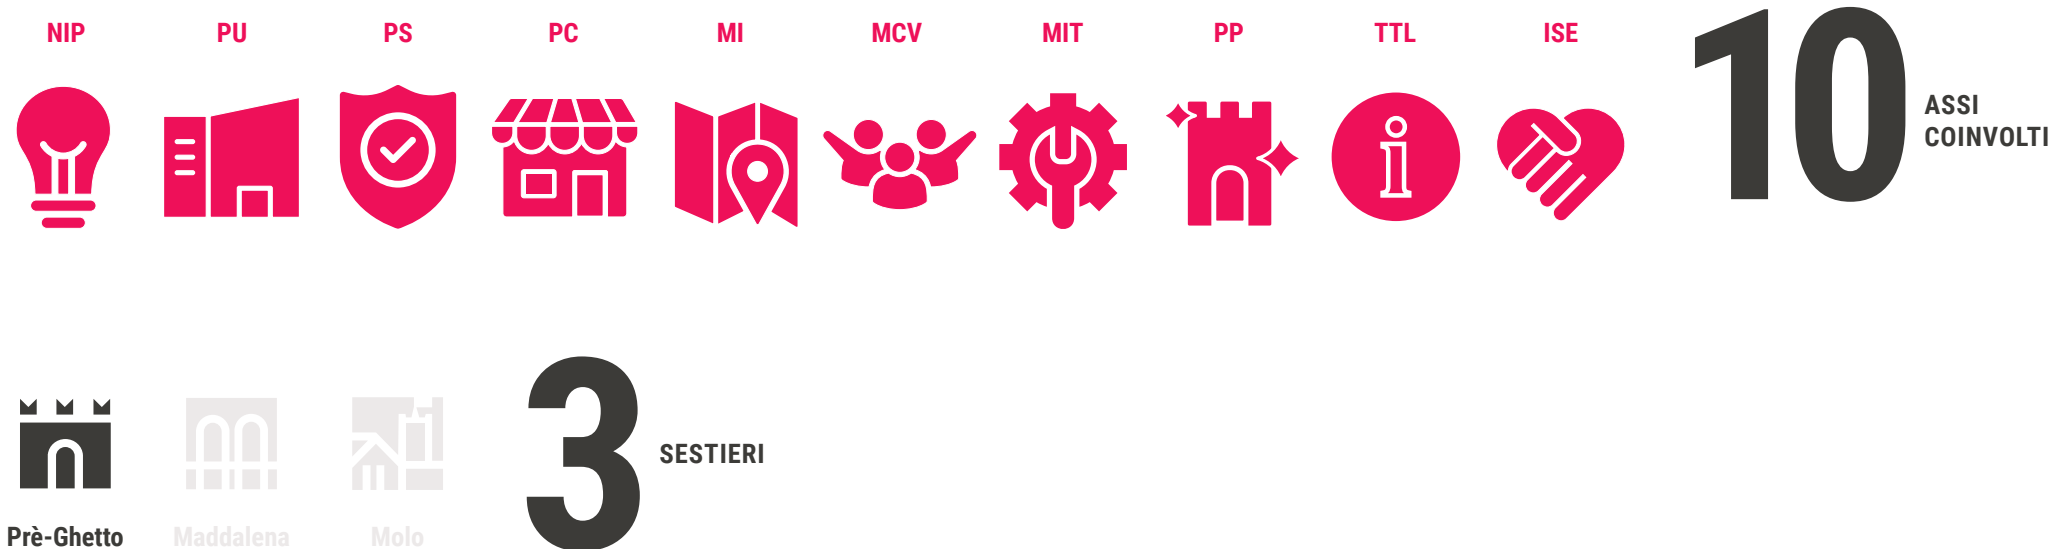 NIP PU PS PC MI MCV MIT PP TTL ISE
10
ASSI
COINVOLTI
3
SESTIERI
Prè-Ghetto Maddalena Molo